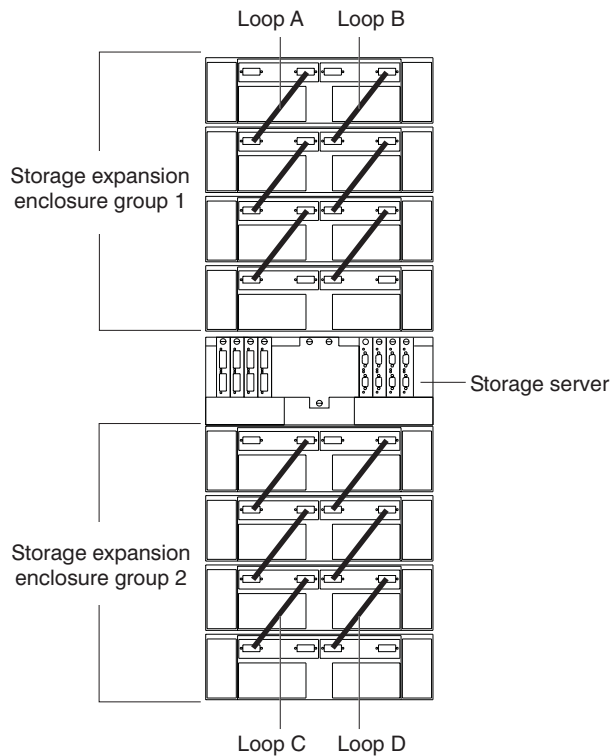 Loop A
Loop B
Storage expansion
enclosure group 1
Storage server
Storage expansion
enclosure group 2
Loop C
Loop D